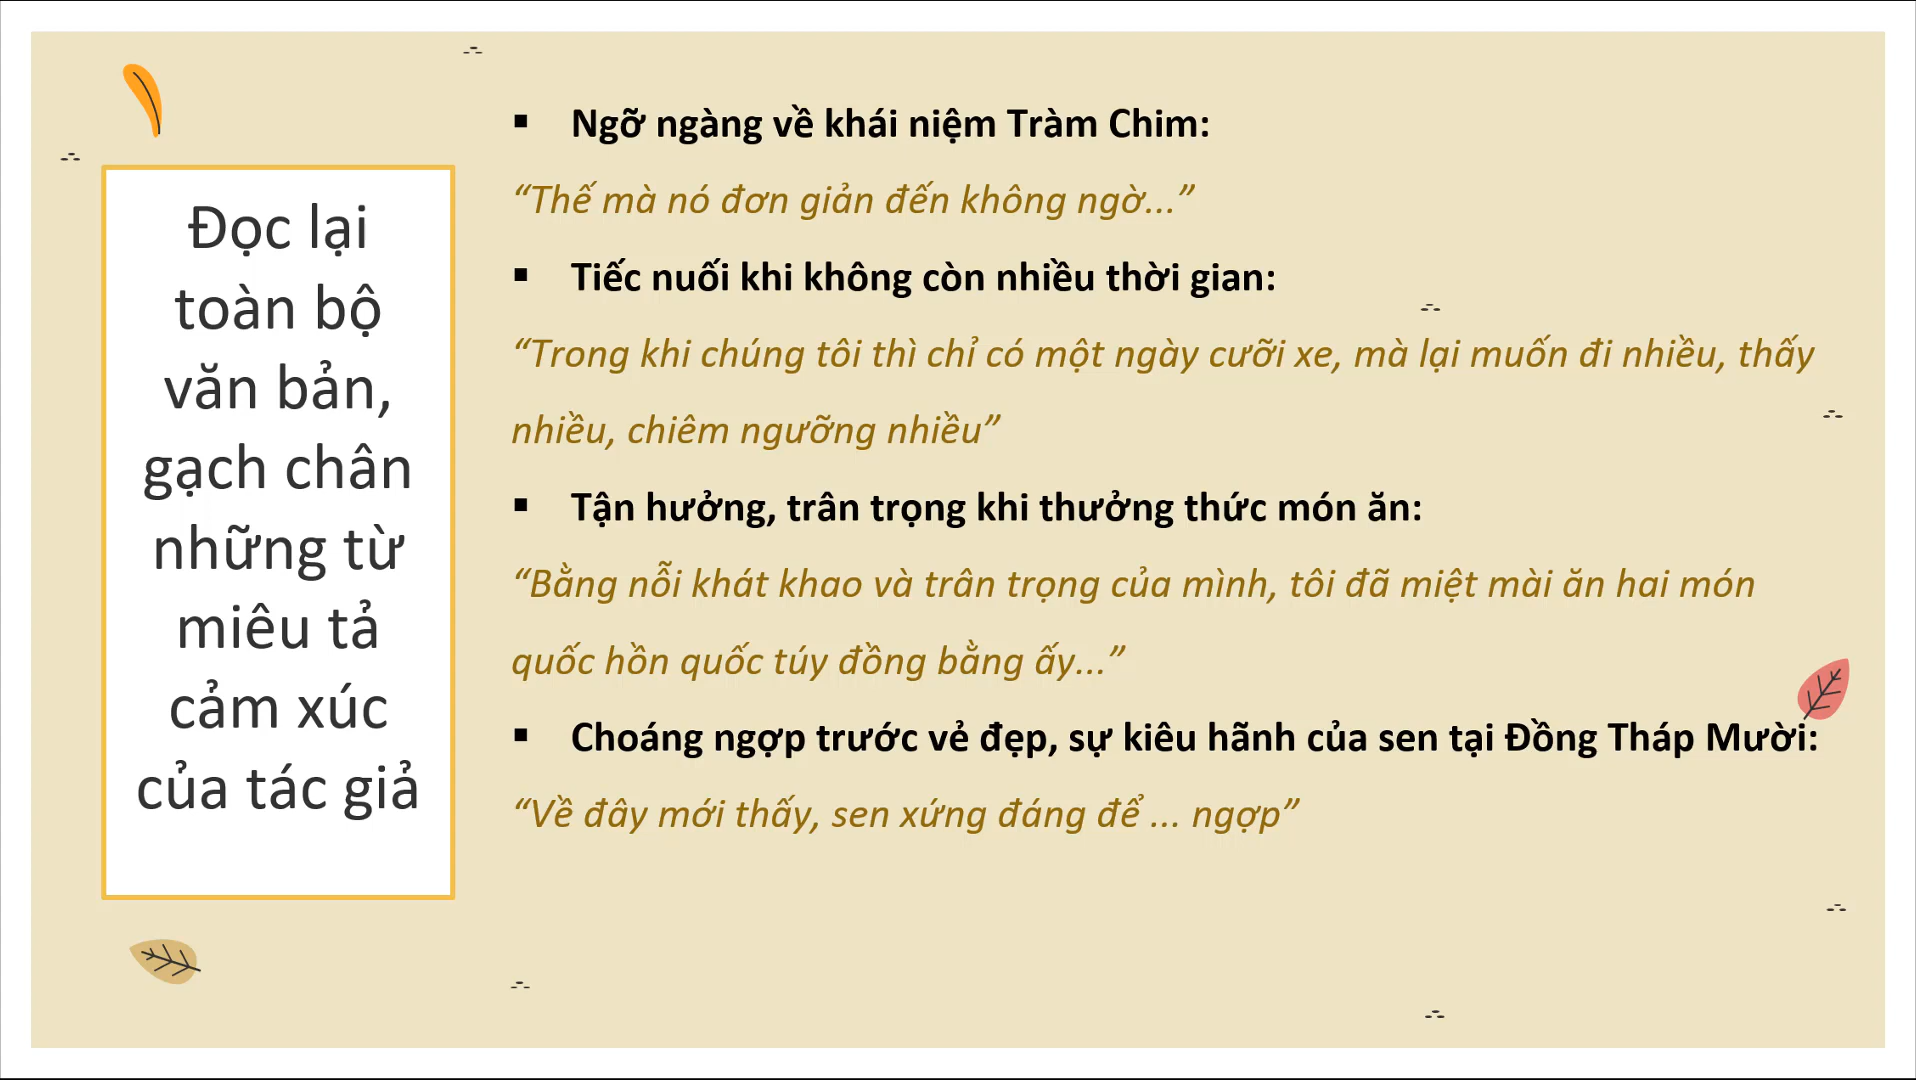 Đọc lại
toàn bộ
văn bản,
gạch chân
những từ
miêu tả
cảm xúc
của tác giả
▪ Ngỡ ngàng về khái niệm Tràm Chim:
“Thế mà nó đơn giản đến không ngờ...”
▪ Tiếc nuối khi không còn nhiều thời gian:
“Trong khi chúng tôi thì chỉ có một ngày cưỡi xe, mà lại muốn đi nhiều, thấy
nhiều, chiêm ngưỡng nhiều”
▪ Tận hưởng, trân trọng khi thưởng thức món ăn:
“Bằng nỗi khát khao và trân trọng của mình, tôi đã miệt mài ăn hai món
quốc hồn quốc túy đồng bằng ấy...”
▪ Choáng ngợp trước vẻ đẹp, sự kiêu hãnh của sen tại Đồng Tháp Mười:
“Về đây mới thấy, sen xứng đáng để ... ngợp”